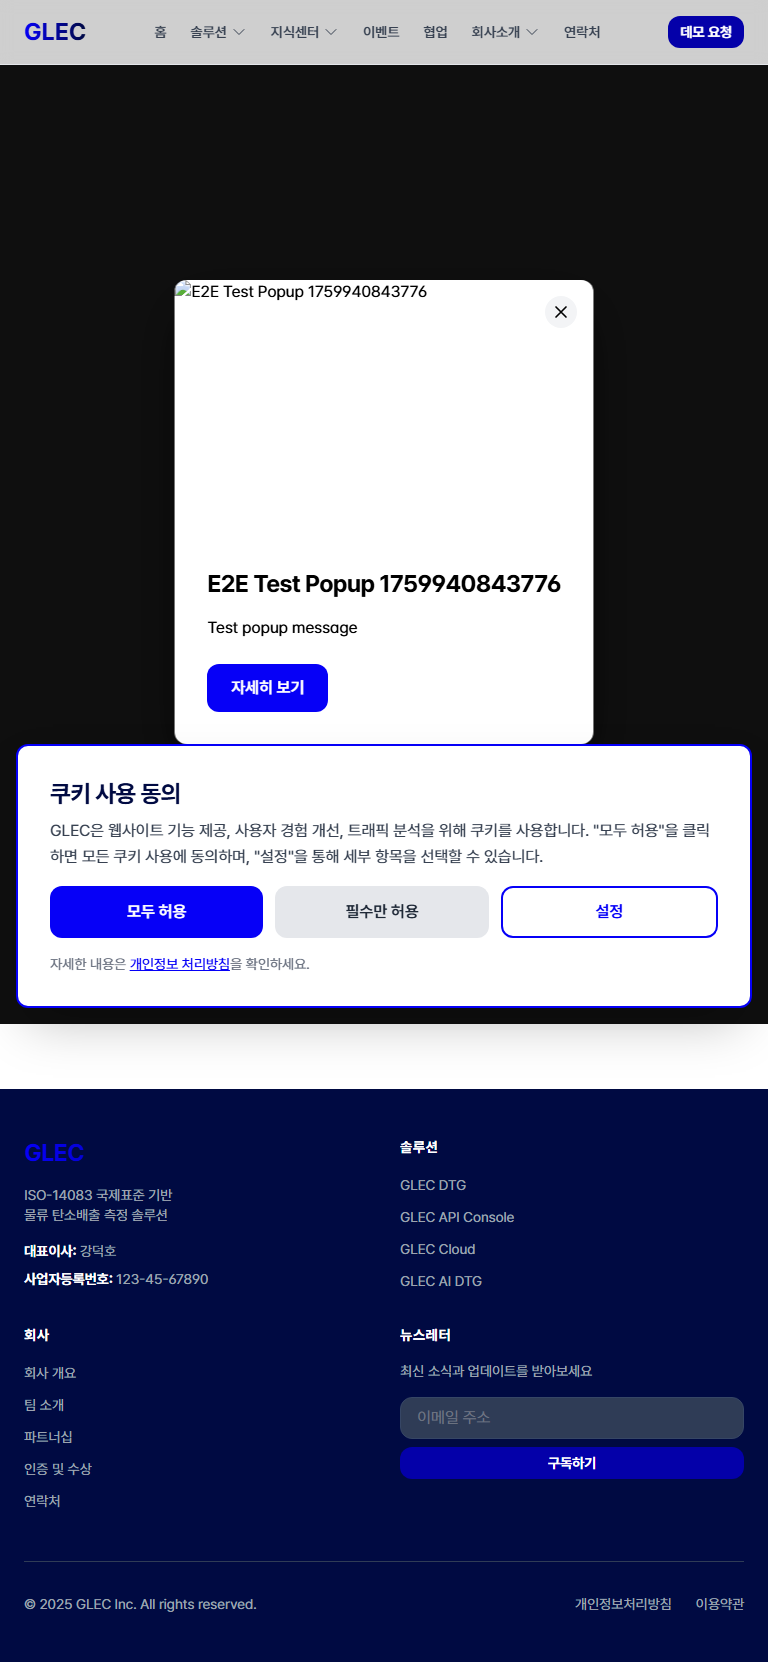 GLEC
홈
솔루션
지식센터
이벤트
협업
회사소개
연락처
데모 요청
E2E Test Popup 1759940843776
E2E Test Popup 1759940843776
Test popup message
자세히 보기
쿠키 사용 동의
GLEC은 웹사이트 기능 제공, 사용자 경험 개선, 트래픽 분석을 위해 쿠키를 사용합니다. "모두 허용"을 클릭
하면 모든 쿠키 사용에 동의하며, "설정"을 통해 세부 항목을 선택할 수 있습니다.
모두 허용
필수만 허용
설정
자세한 내용은 개인정보 처리방침을 확인하세요.
GLEC
ISO-14083 국제표준 기반
물류 탄소배출 측정 솔루션
대표이사: 강덕호
사업자등록번호: 123-45-67890
솔루션
GLEC DTG
GLEC API Console
GLEC Cloud
GLEC AI DTG
회사
회사 개요
팀 소개
파트너십
인증 및 수상
연락처
뉴스레터
최신 소식과 업데이트를 받아보세요
이메일 주소
구독하기
© 2025 GLEC Inc. All rights reserved.
개인정보처리방침
이용약관